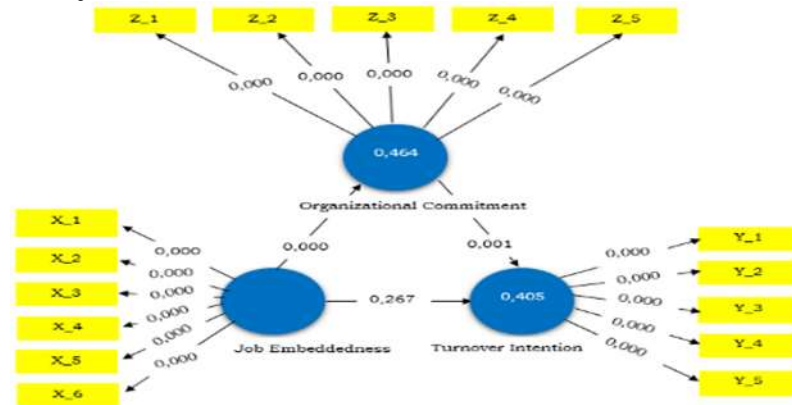 Z_1 Z_2 Z_3 Z_4 Z_5
0,000 0,000 0,000 0,000 0,000
0,464
Organizational Commitment
X_1
X_2
X_3
X_4
X_5
X_6
0,000
0,000
0,000
0,000
0,000
0,000
0,000
0,001
0,267
Job Embeddedness
0,405
Turnover Intention
0,000
0,000
0,000
0,000
0,000
Y_1
Y_2
Y_3
Y_4
Y_5